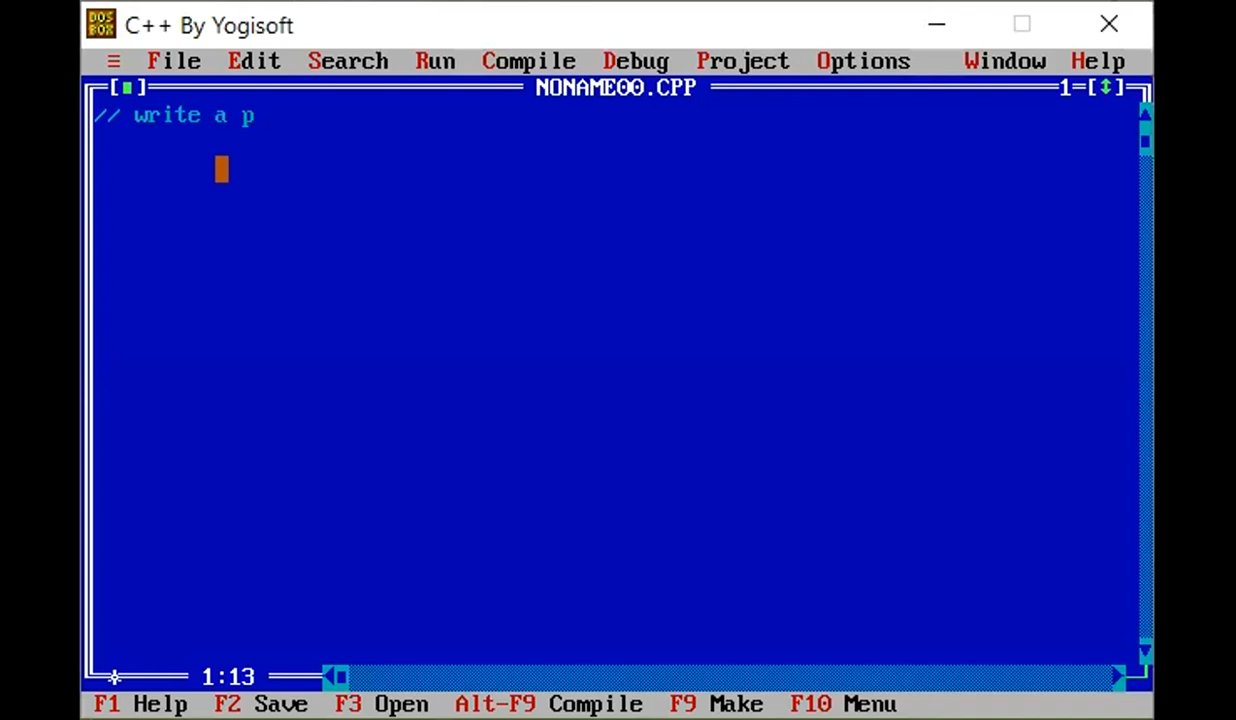 C++ By Yogisoft
≡ File Edit Search Run Compile Debug Project Options Window Help
[■] NONAME00.CPP 1=[↕]
// write a p
1:13
F1 Help F2 Save F3 Open Alt-F9 Compile F9 Make F10 Menu